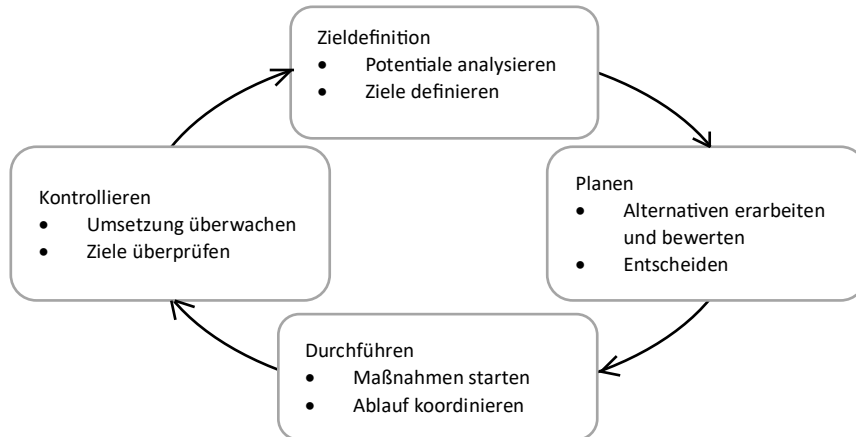 Zieldefinition
• Potentiale analysieren
• Ziele definieren
Planen
• Alternativen erarbeiten
und bewerten
• Entscheiden
Durchführen
• Maßnahmen starten
• Ablauf koordinieren
Kontrollieren
• Umsetzung überwachen
• Ziele überprüfen